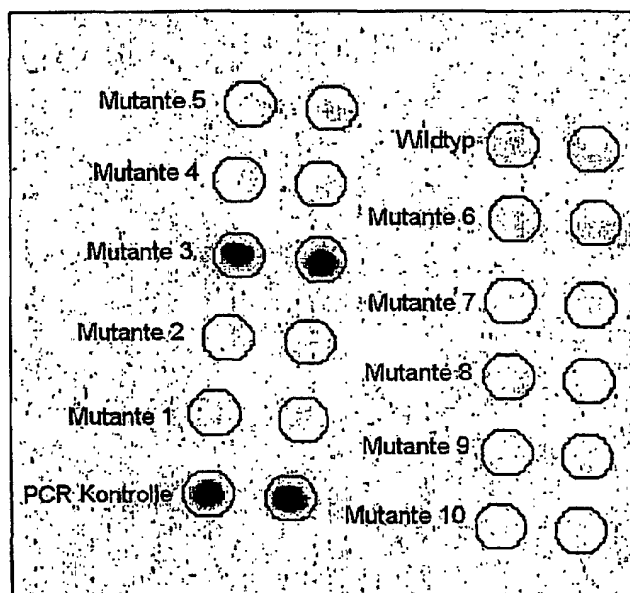 Mutante 5
Mutante 4
Mutante 3
Mutante 2
Mutante 1
PCR Kontrolle
Wildtyp
Mutante 6
Mutante 7
Mutante 8
Mutante 9
Mutante 10